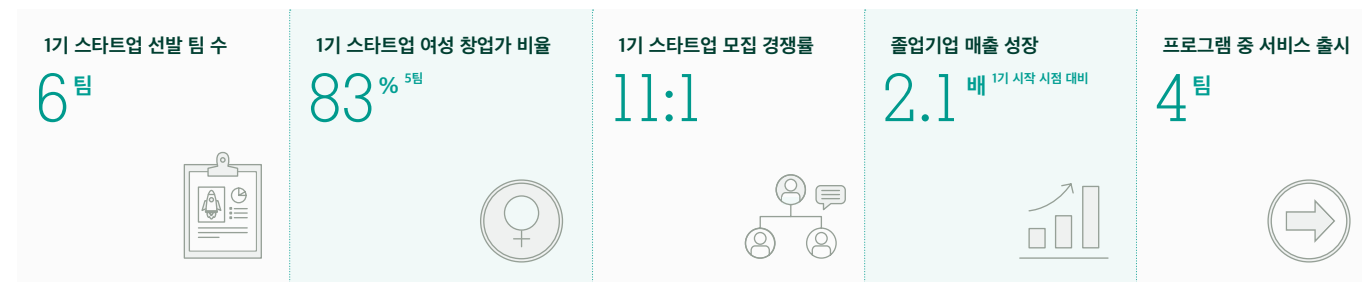 1기 스타트업 선발 팀 수
6 팀
1기 스타트업 여성 창업가 비율
83 % 5팀
1기 스타트업 모집 경쟁률
11:1
졸업기업 매출 성장
2.1 배 1기 시작 시점 대비
프로그램 중 서비스 출시
4 팀